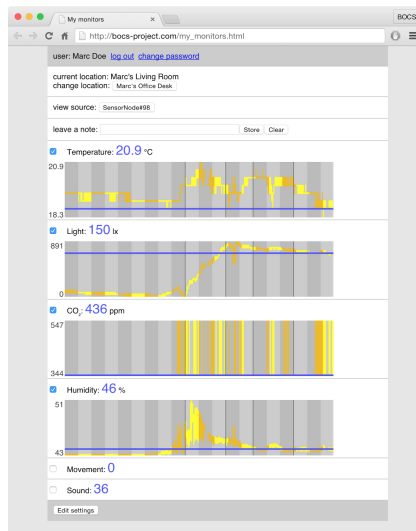 My monitors
BOCS
http://bocs-project.com/my_monitors.html
user: Marc Doe log out change password
current location: Marc's Living Room
change location: Marc's Office Desk
view source: SensorNode#98
leave a note: Store Clear
Temperature: 20.9 °C
20.9
18.3
Light: 150 lx
891
0
CO2: 436 ppm
547
344
Humidity: 46 %
51
43
Movement: 0
Sound: 36
Edit settings